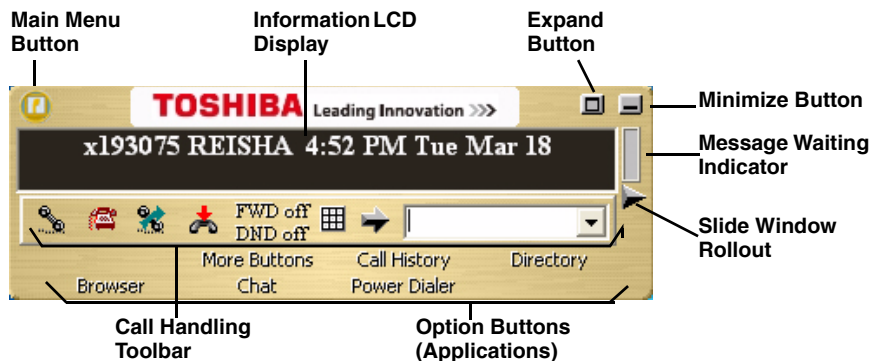 Main Menu
Button
Information LCD
Display
Expand
Button
TOSHIBA Leading Innovation >>>
Minimize Button
x193075 REISHA 4:52 PM Tue Mar 18
Message Waiting
Indicator
FWD off
DND off
Slide Window
Rollout
More Buttons Call History Directory
Browser Chat Power Dialer
Call Handling
Toolbar
Option Buttons
(Applications)